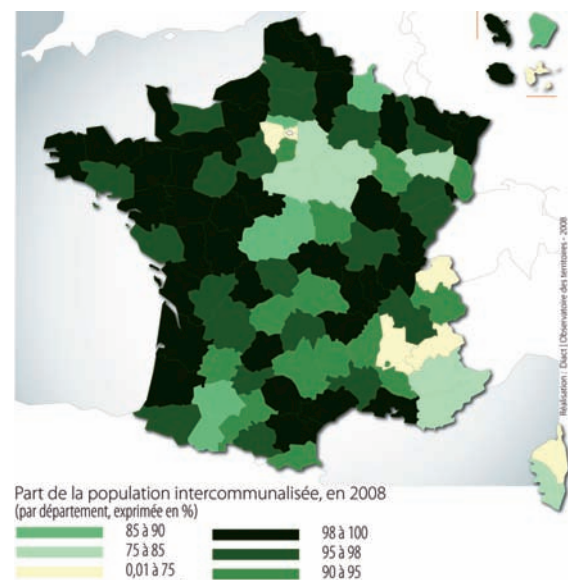 Réalisation : Diact | Observatoire des territoires - 2008
Part de la population intercommunalisée, en 2008
(par département, exprimée en %)
85 à 90
75 à 85
0,01 à 75
98 à 100
95 à 98
90 à 95